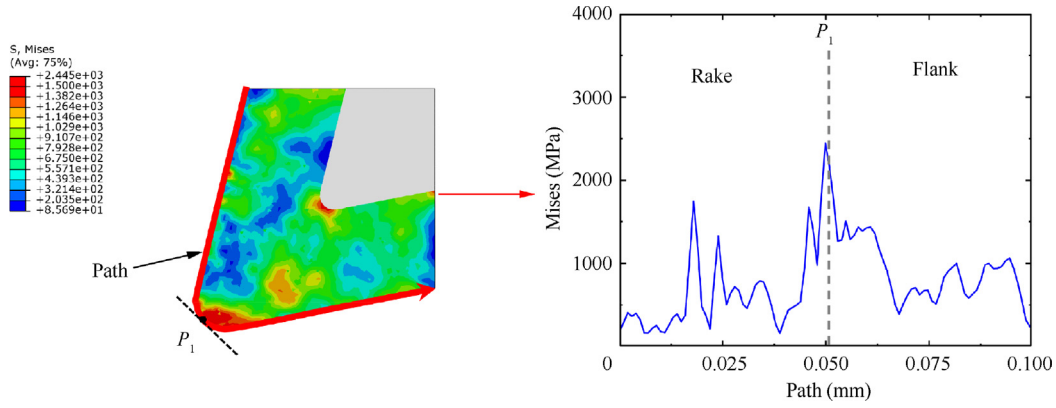 S, Mises
(Avg: 75%)
+2.445e+03
+1.500e+03
+1.382e+03
+1.264e+03
+1.146e+03
+1.029e+03
+9.107e+02
+7.928e+02
+6.750e+02
+5.571e+02
+4.393e+02
+3.214e+02
+2.035e+02
+8.569e+01
Path
P1
4000
3000
2000
1000
0
Mises (MPa)
P1
Rake
Flank
0
0.025
0.050
0.075
0.100
Path (mm)